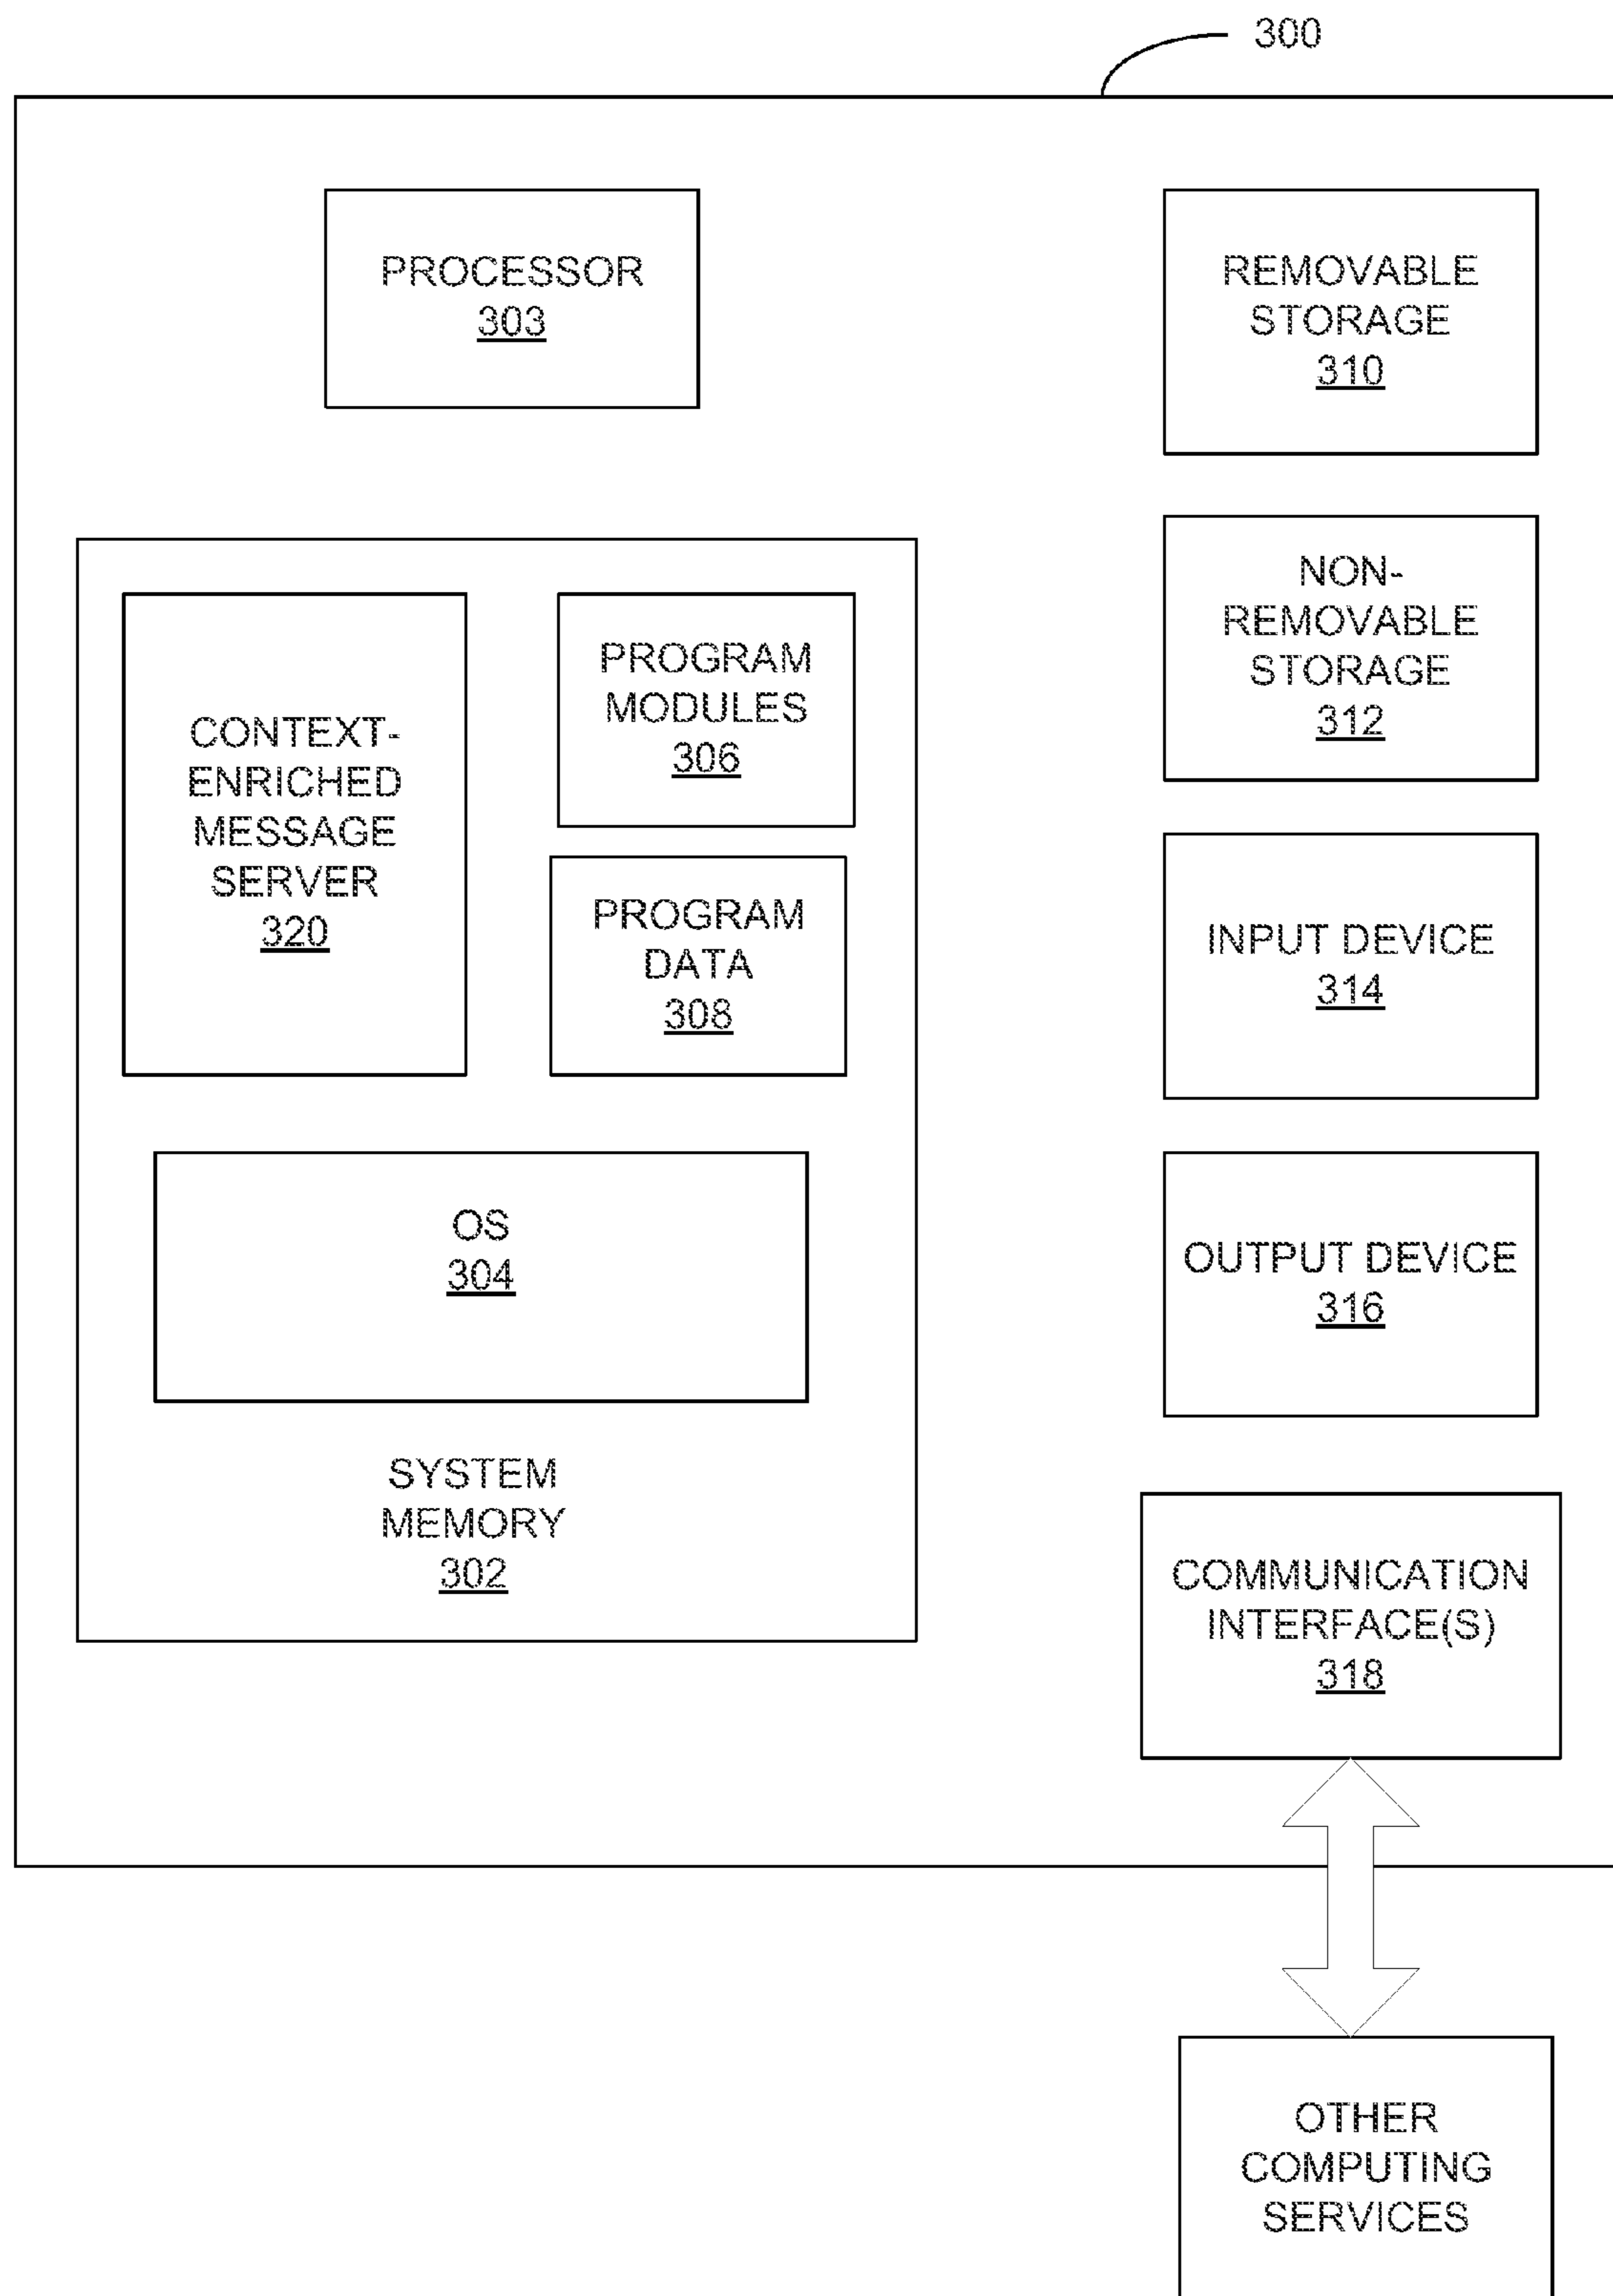 300
PROCESSOR
303
REMOVABLE
STORAGE
310
NON-
REMOVABLE
STORAGE
312
CONTEXT-
ENRICHED
MESSAGE
SERVER
320
PROGRAM
MODULES
306
PROGRAM
DATA
308
INPUT DEVICE
314
OS
304
OUTPUT DEVICE
316
SYSTEM
MEMORY
302
COMMUNICATION
INTERFACE(S)
318
OTHER
COMPUTING
SERVICES